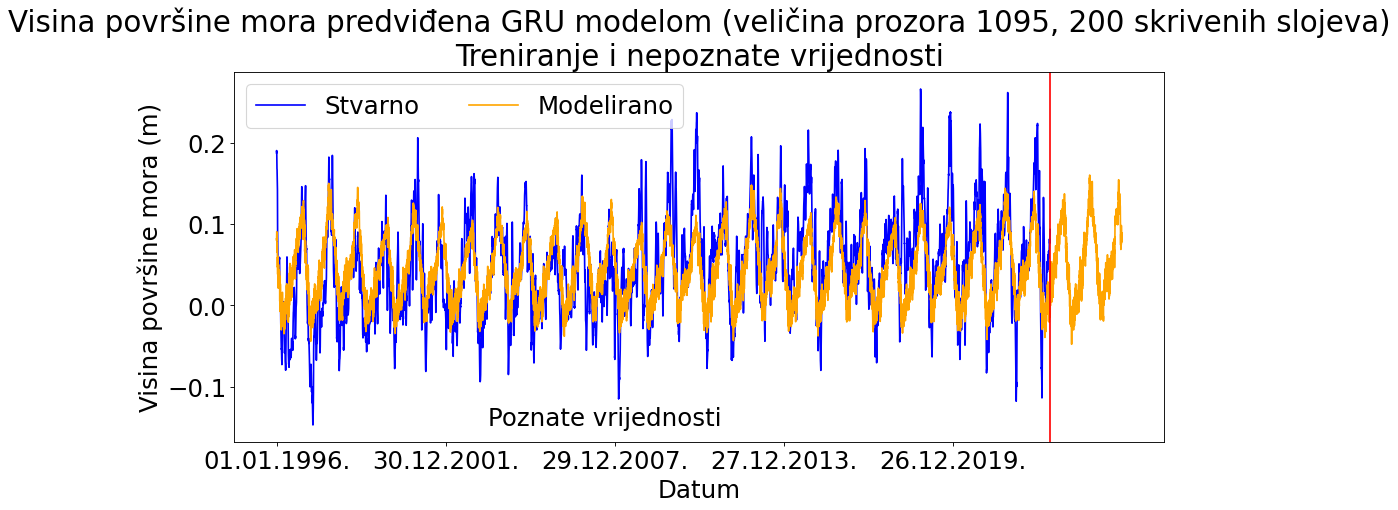 Visina površine mora predviđena GRU modelom (veličina prozora 1095, 200 skrivenih slojeva)
Treniranje i nepoznate vrijednosti
Stvarno Modelirano
Visina površine mora (m)
0.2
0.1
0.0
−0.1
Poznate vrijednosti
01.01.1996. 30.12.2001. 29.12.2007. 27.12.2013. 26.12.2019.
Datum